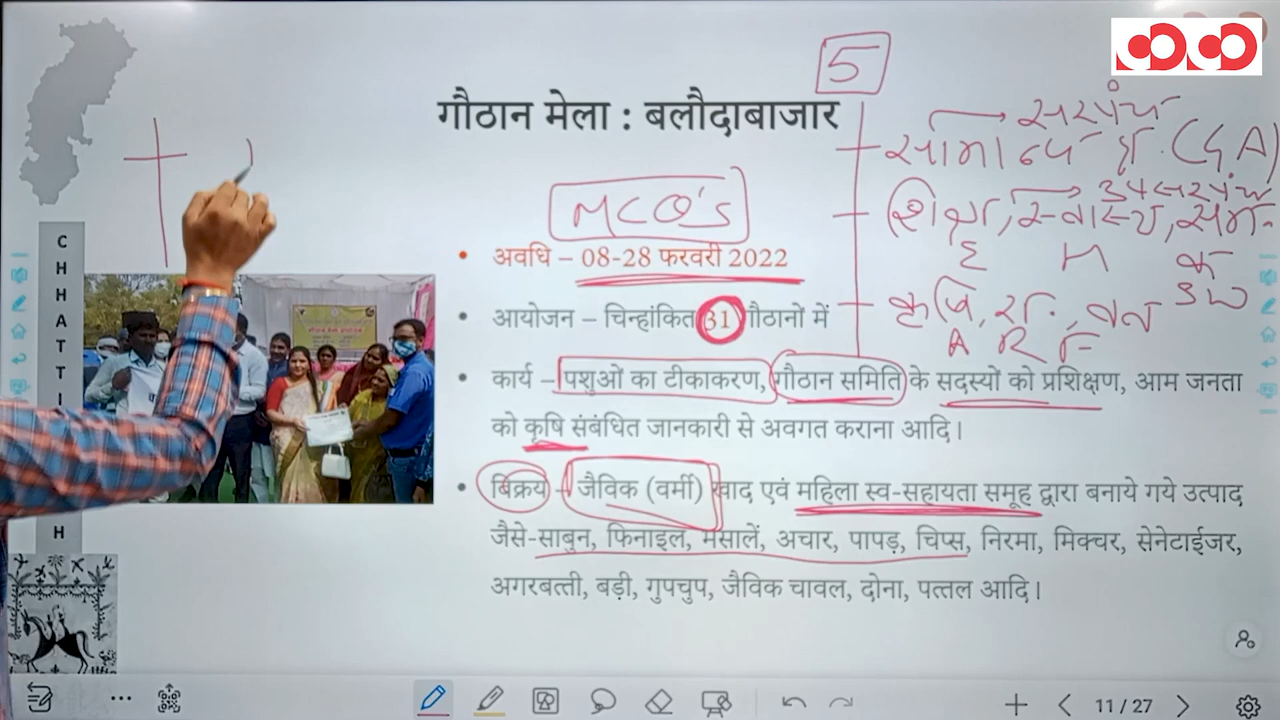 5
गौठान मेला : बलौदाबाजार
सरपंच
सामान्य प्र. (GA)
उपसरपंच
शिक्षा, स्वास्थ्य,
E H
कृषि, रा., वन
A R F
MCQ's
• अवधि – 08-28 फरवरी 2022
• आयोजन – चिन्हांकित 31 गौठानो में
• कार्य – पशुओं का टीकाकरण, गौठान समिति के सदस्यों को प्रशिक्षण, आम जनता
को कृषि संबंधित जानकारी से अवगत कराना आदि।
• बिक्रय – जैविक (वर्मी) खाद एवं महिला स्व-सहायता समूह द्वारा बनाये गये उत्पाद
जैसे-साबुन, फिनाइल, मसालें, अचार, पापड़, चिप्स, निरमा, मिक्चर, सेनेटाईजर,
अगरबत्ती, बड़ी, गुपचुप, जैविक चावल, दोना, पत्तल आदि।
C
H
H
A
T
T
I
H
11 / 27